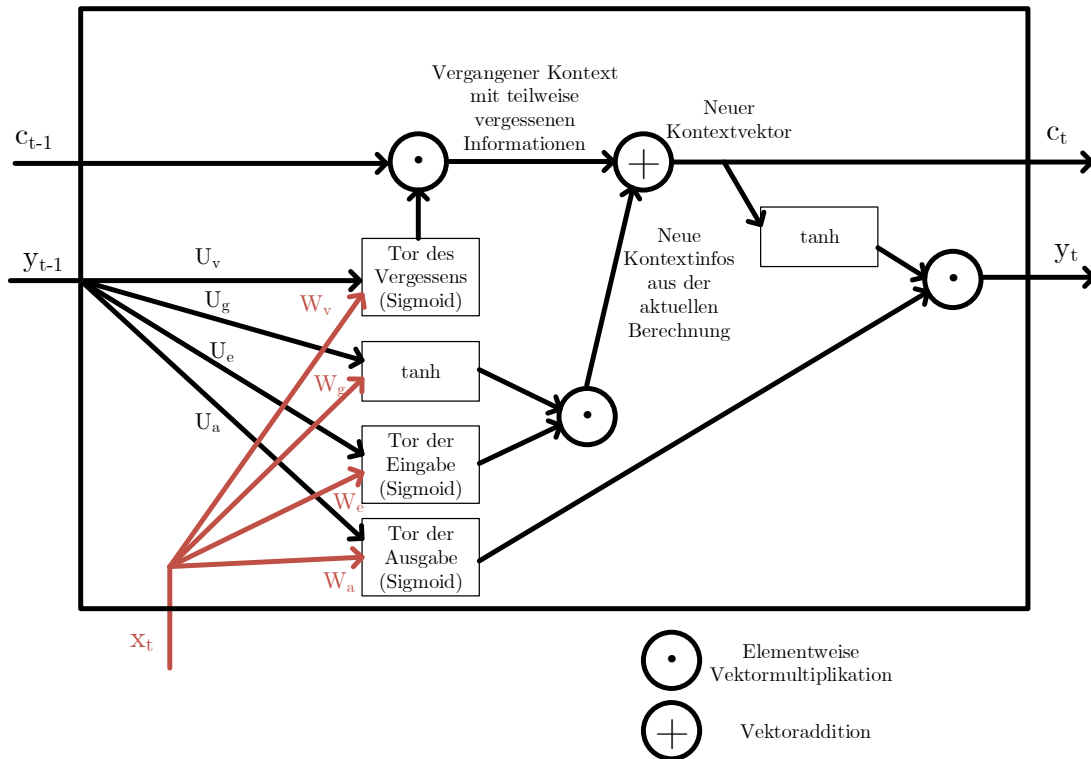 Vergangener Kontext
mit teilweise
vergessenen
Informationen
Neuer
Kontextvektor
c_{t-1}
c_t
y_{t-1}
y_t
U_v
U_g
U_e
U_a
W_v
W_g
W_e
W_a
x_t
Tor des
Vergessens
(Sigmoid)
tanh
Tor der
Eingabe
(Sigmoid)
Tor der
Ausgabe
(Sigmoid)
Neue
Kontextinfos
aus der
aktuellen
Berechnung
tanh
·
+
·
·
·
Elementweise
Vektormultiplikation
+
Vektoraddition